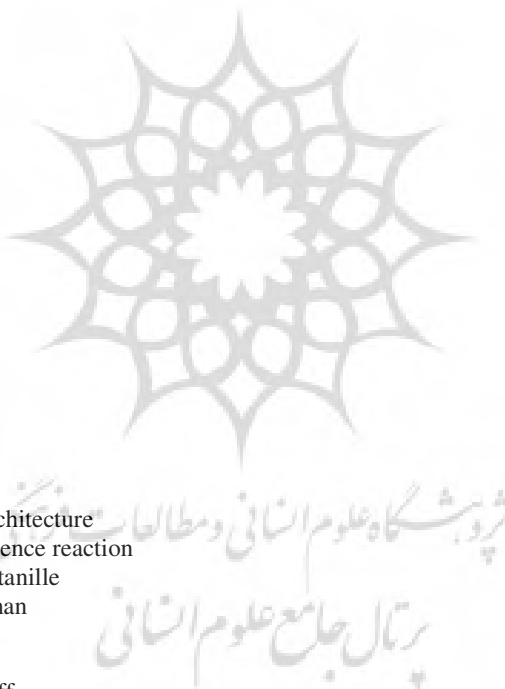 chitecture
پژوهشگاه علوم انسانی و مطالعات فرهنگی
ence reaction
tanille
nan
پرتال جامع علوم انسانی